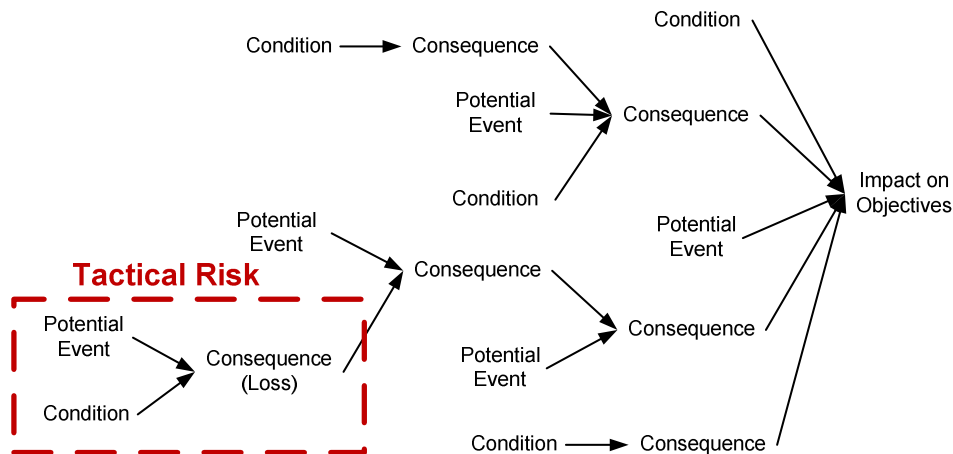 Condition
Condition
Consequence
Potential
Event
Consequence
Condition
Impact on
Objectives
Potential
Event
Potential
Event
Consequence
Tactical Risk
Potential
Event
Consequence
(Loss)
Condition
Consequence
Potential
Event
Condition
Consequence